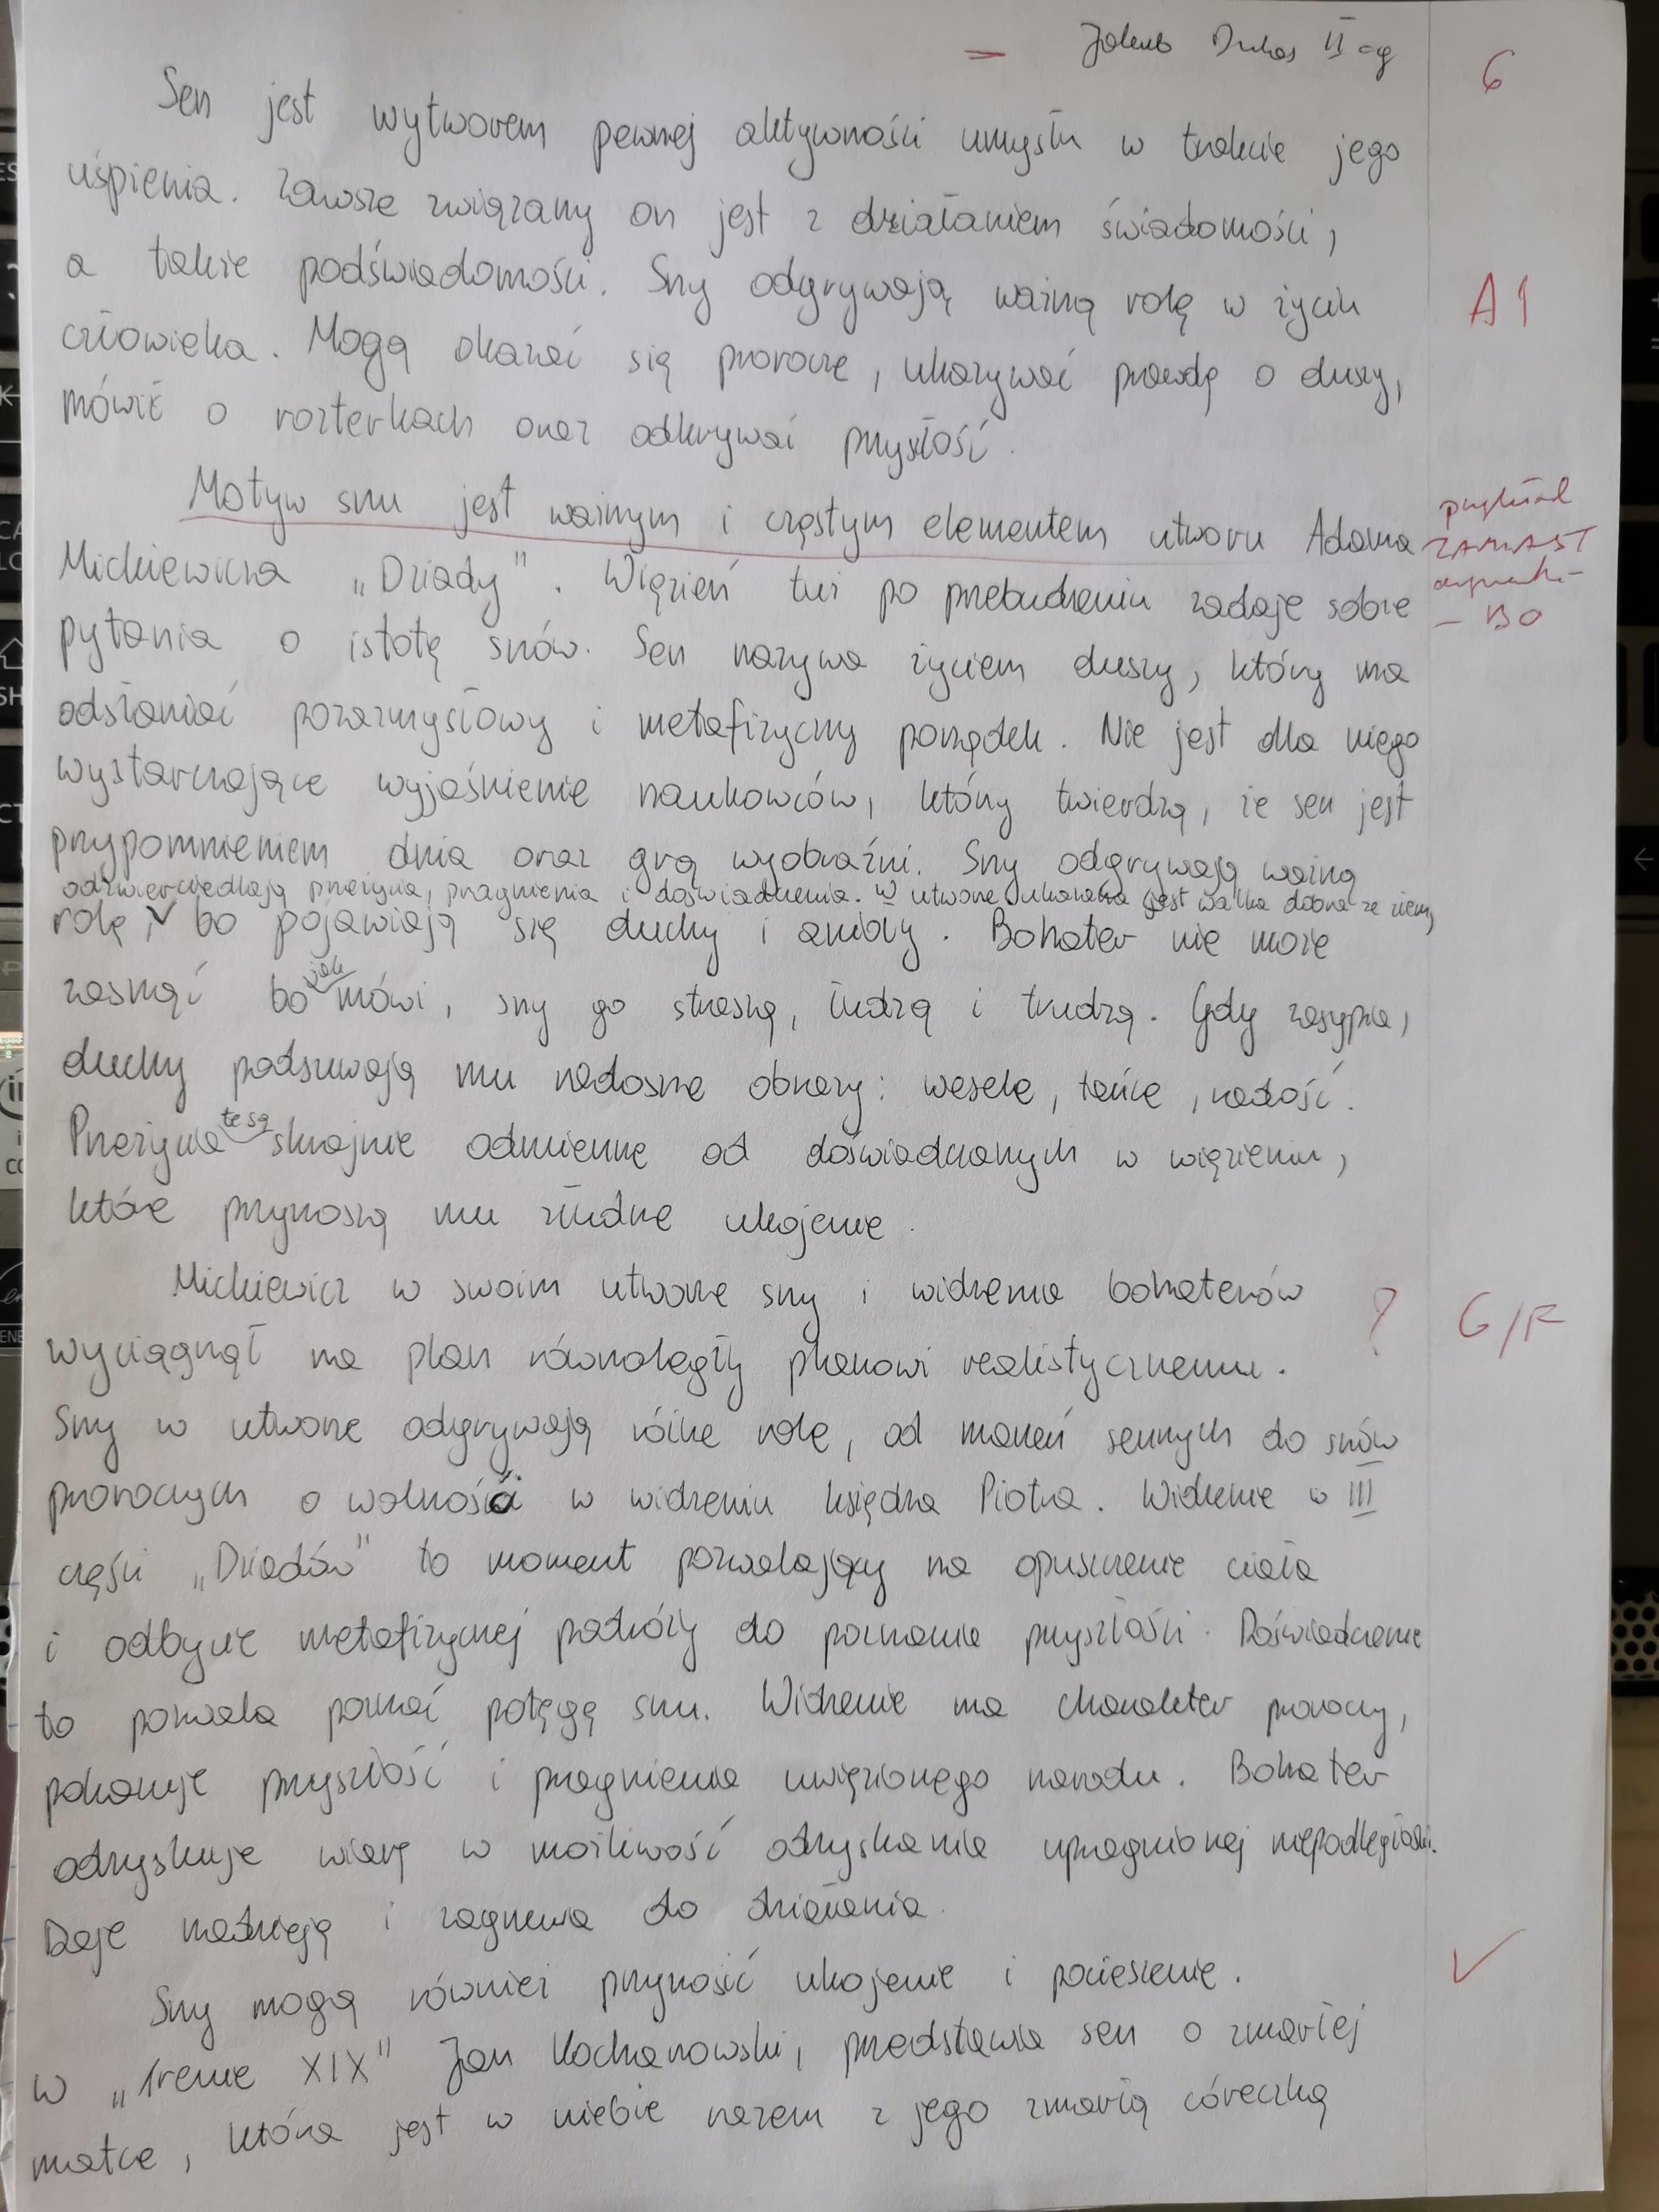 Jakub Dukas II cg
6
Sen jest wytworem pewnej aktywności umysłu w trakcie jego
uśpienia. Zawsze związany on jest z działaniem świadomości,
a także podświadomości. Sny odgrywają ważną rolę w życiu
A1
człowieka. Mogą okazać się prorocze, ukazywać prawdę o duszy,
mówić o rozterkach oraz odkrywać przyszłość.
Motyw snu jest ważnym i częstym elementem utworu Adama
przykład
ZAMIAST
argumentu
- BO
Mickiewicza „Dziady". Więzień tuż po przebudzeniu zadaje sobie
pytania o istotę snów. Sen nazywa życiem duszy, który ma
odsłaniać pozazmysłowy i metafizyczny porządek. Nie jest dla niego
wystarczające wyjaśnienie naukowców, którzy twierdzą, że sen jest
przypomnieniem dnia oraz grą wyobraźni. Sny odgrywają ważną
odzwierciedlają przeżycia, pragnienia i doświadczenia. W utworze ukazana jest walka dobra ze złem,
rolę, bo pojawiają się duchy i anioły. Bohater nie może
zasnąć bo jak mówi, sny go straszą, łudzą i trudzą. Gdy zasypia,
duchy podsuwają mu radosne obrazy: wesele, tańce, radość.
Przeżycia te są skrajnie odmienne od doświadczanych w więzieniu,
które przynoszą mu złudne ukojenie.
Mickiewicz w swoim utworze sny i widzenia bohaterów
? G/F
wyciągnął na plan równoległy planowi realistycznemu.
Sny w utworze odgrywają różne role, od marzeń sennych do snów
proroczych o wolności w widzeniu księdza Piotra. Widzenie w III
części „Dziadów" to moment pozwalający na opuszczenie ciała
i odbycie metafizycznej podróży do poznania przyszłości. Doświadczenie
to pozwala poznać potęgę snu. Widzenie ma charakter proroczy,
pokazuje przyszłość i pragnienia uwięzionego narodu. Bohater
odzyskuje wiarę w możliwość odzyskania upragnionej niepodległości.
Daje nadzieję i zagrzewa do działania.
Sny mogą również przynosić ukojenie i pocieszenie.
w „Trenie XIX" Jan Kochanowski, przedstawia sen o zmarłej
matce, która jest w niebie razem z jego zmarłą córeczką